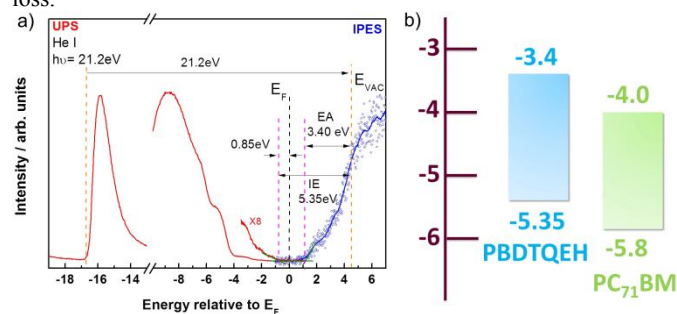 loss.
a)
UPS
He I
hυ= 21.2eV
IPES
21.2eV
E_F
E_VAC
EA
3.40 eV
0.85eV
IE
5.35eV
X8
Intensity / arb. units
-18 -16 -14 -8 -6 -4 -2 0 2 4 6
Energy relative to E_F
b)
-3
-4
-5
-6
-3.4
-4.0
-5.35
PBDTQEH
-5.8
PC₇₁BM